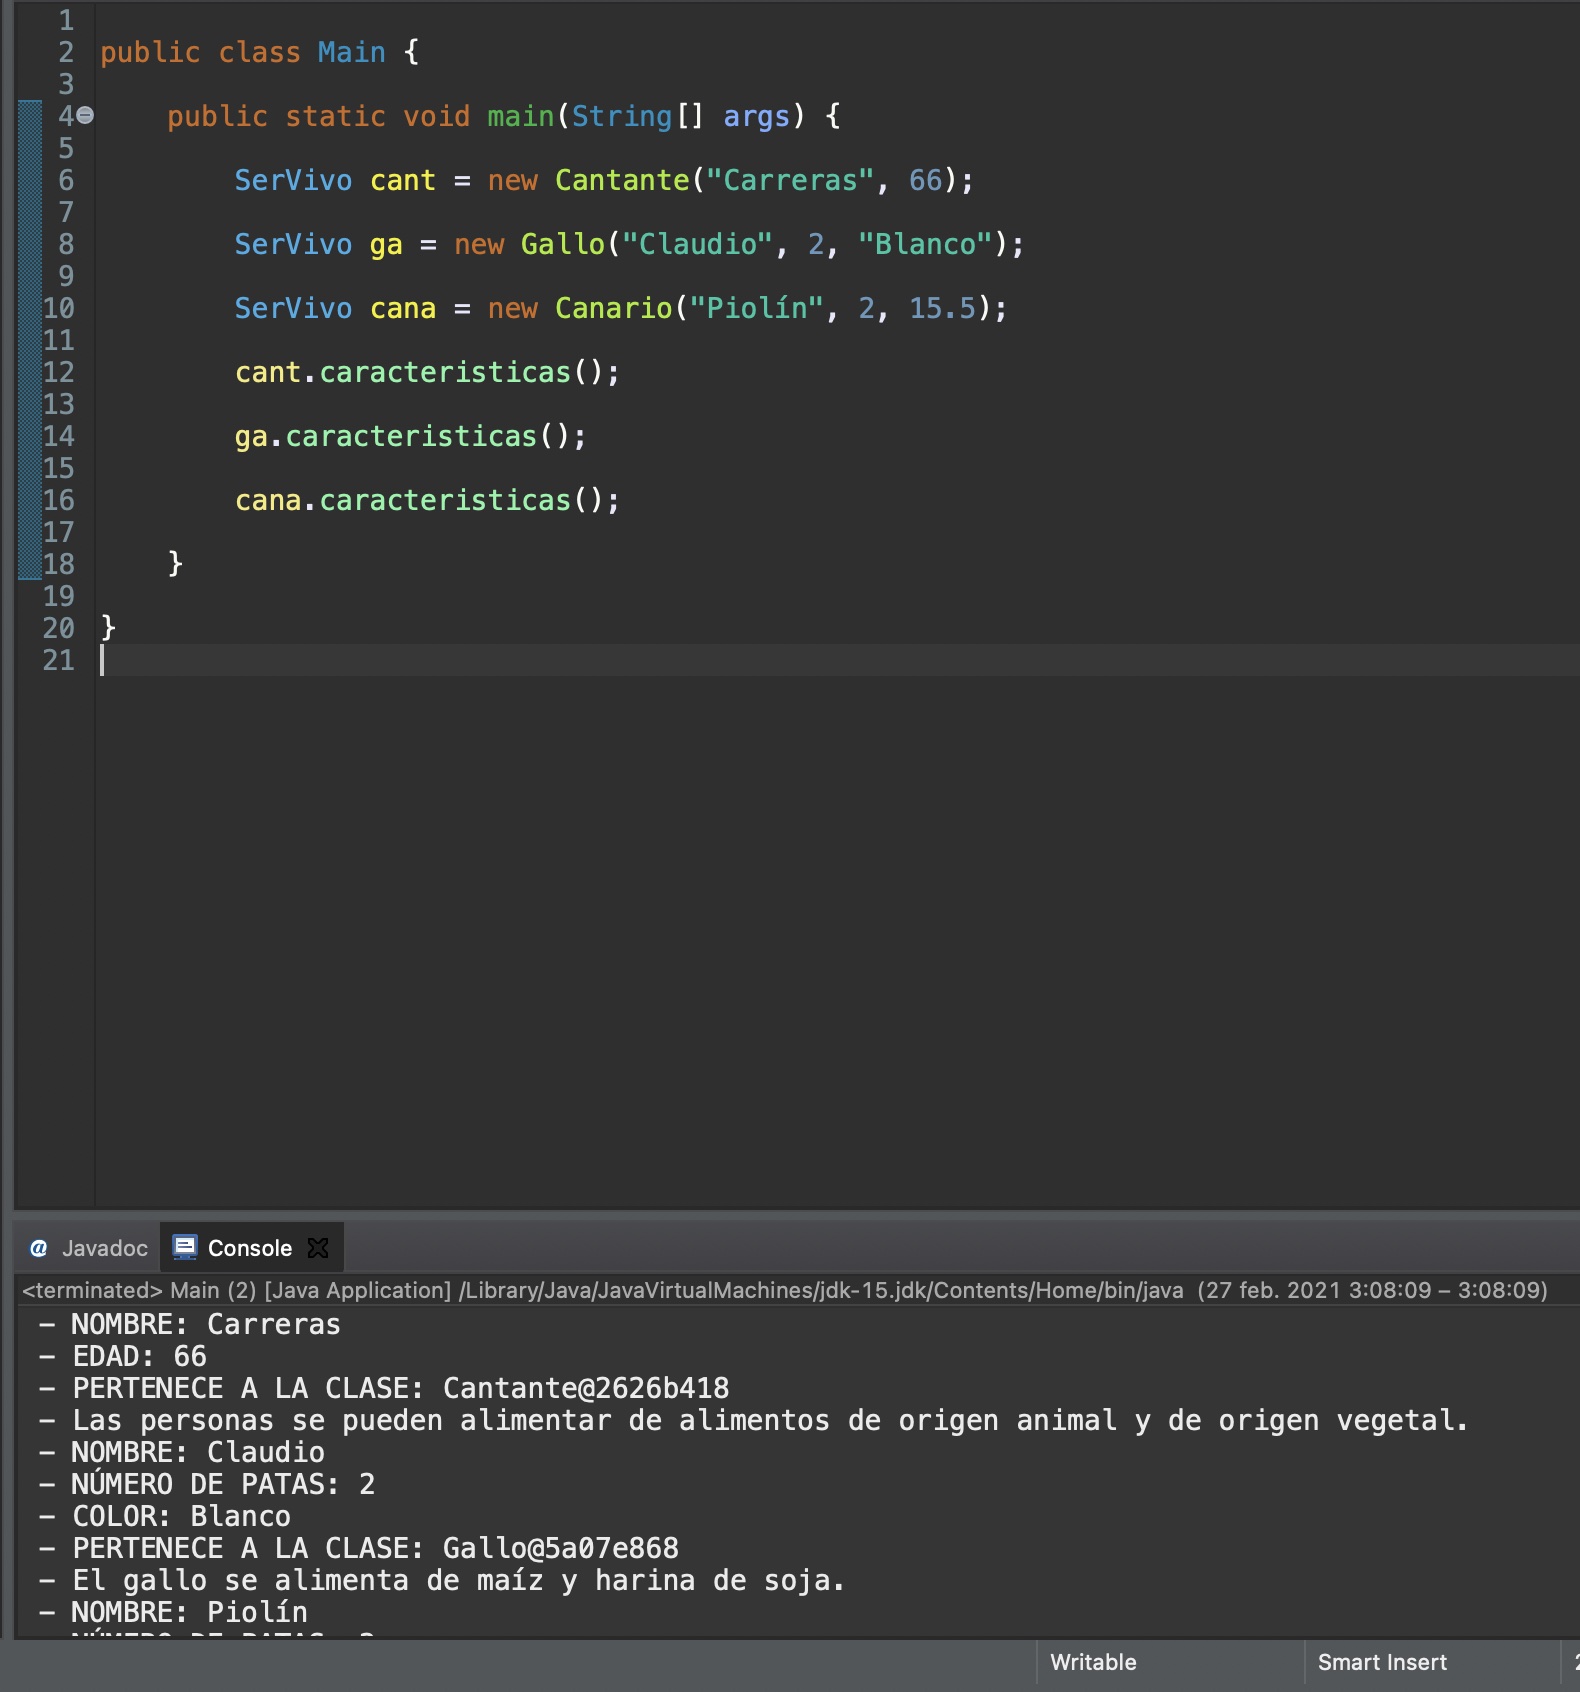 1
2 public class Main {
3
4 public static void main(String[] args) {
5
6 SerVivo cant = new Cantante("Carreras", 66);
7
8 SerVivo ga = new Gallo("Claudio", 2, "Blanco");
9
10 SerVivo cana = new Canario("Piolín", 2, 15.5);
11
12 cant.caracteristicas();
13
14 ga.caracteristicas();
15
16 cana.caracteristicas();
17
18 }
19
20 }
21
@ Javadoc Console
<terminated> Main (2) [Java Application] /Library/Java/JavaVirtualMachines/jdk-15.jdk/Contents/Home/bin/java (27 feb. 2021 3:08:09 – 3:08:09)
– NOMBRE: Carreras
– EDAD: 66
– PERTENECE A LA CLASE: Cantante@2626b418
– Las personas se pueden alimentar de alimentos de origen animal y de origen vegetal.
– NOMBRE: Claudio
– NÚMERO DE PATAS: 2
– COLOR: Blanco
– PERTENECE A LA CLASE: Gallo@5a07e868
– El gallo se alimenta de maíz y harina de soja.
– NOMBRE: Piolín
Writable Smart Insert